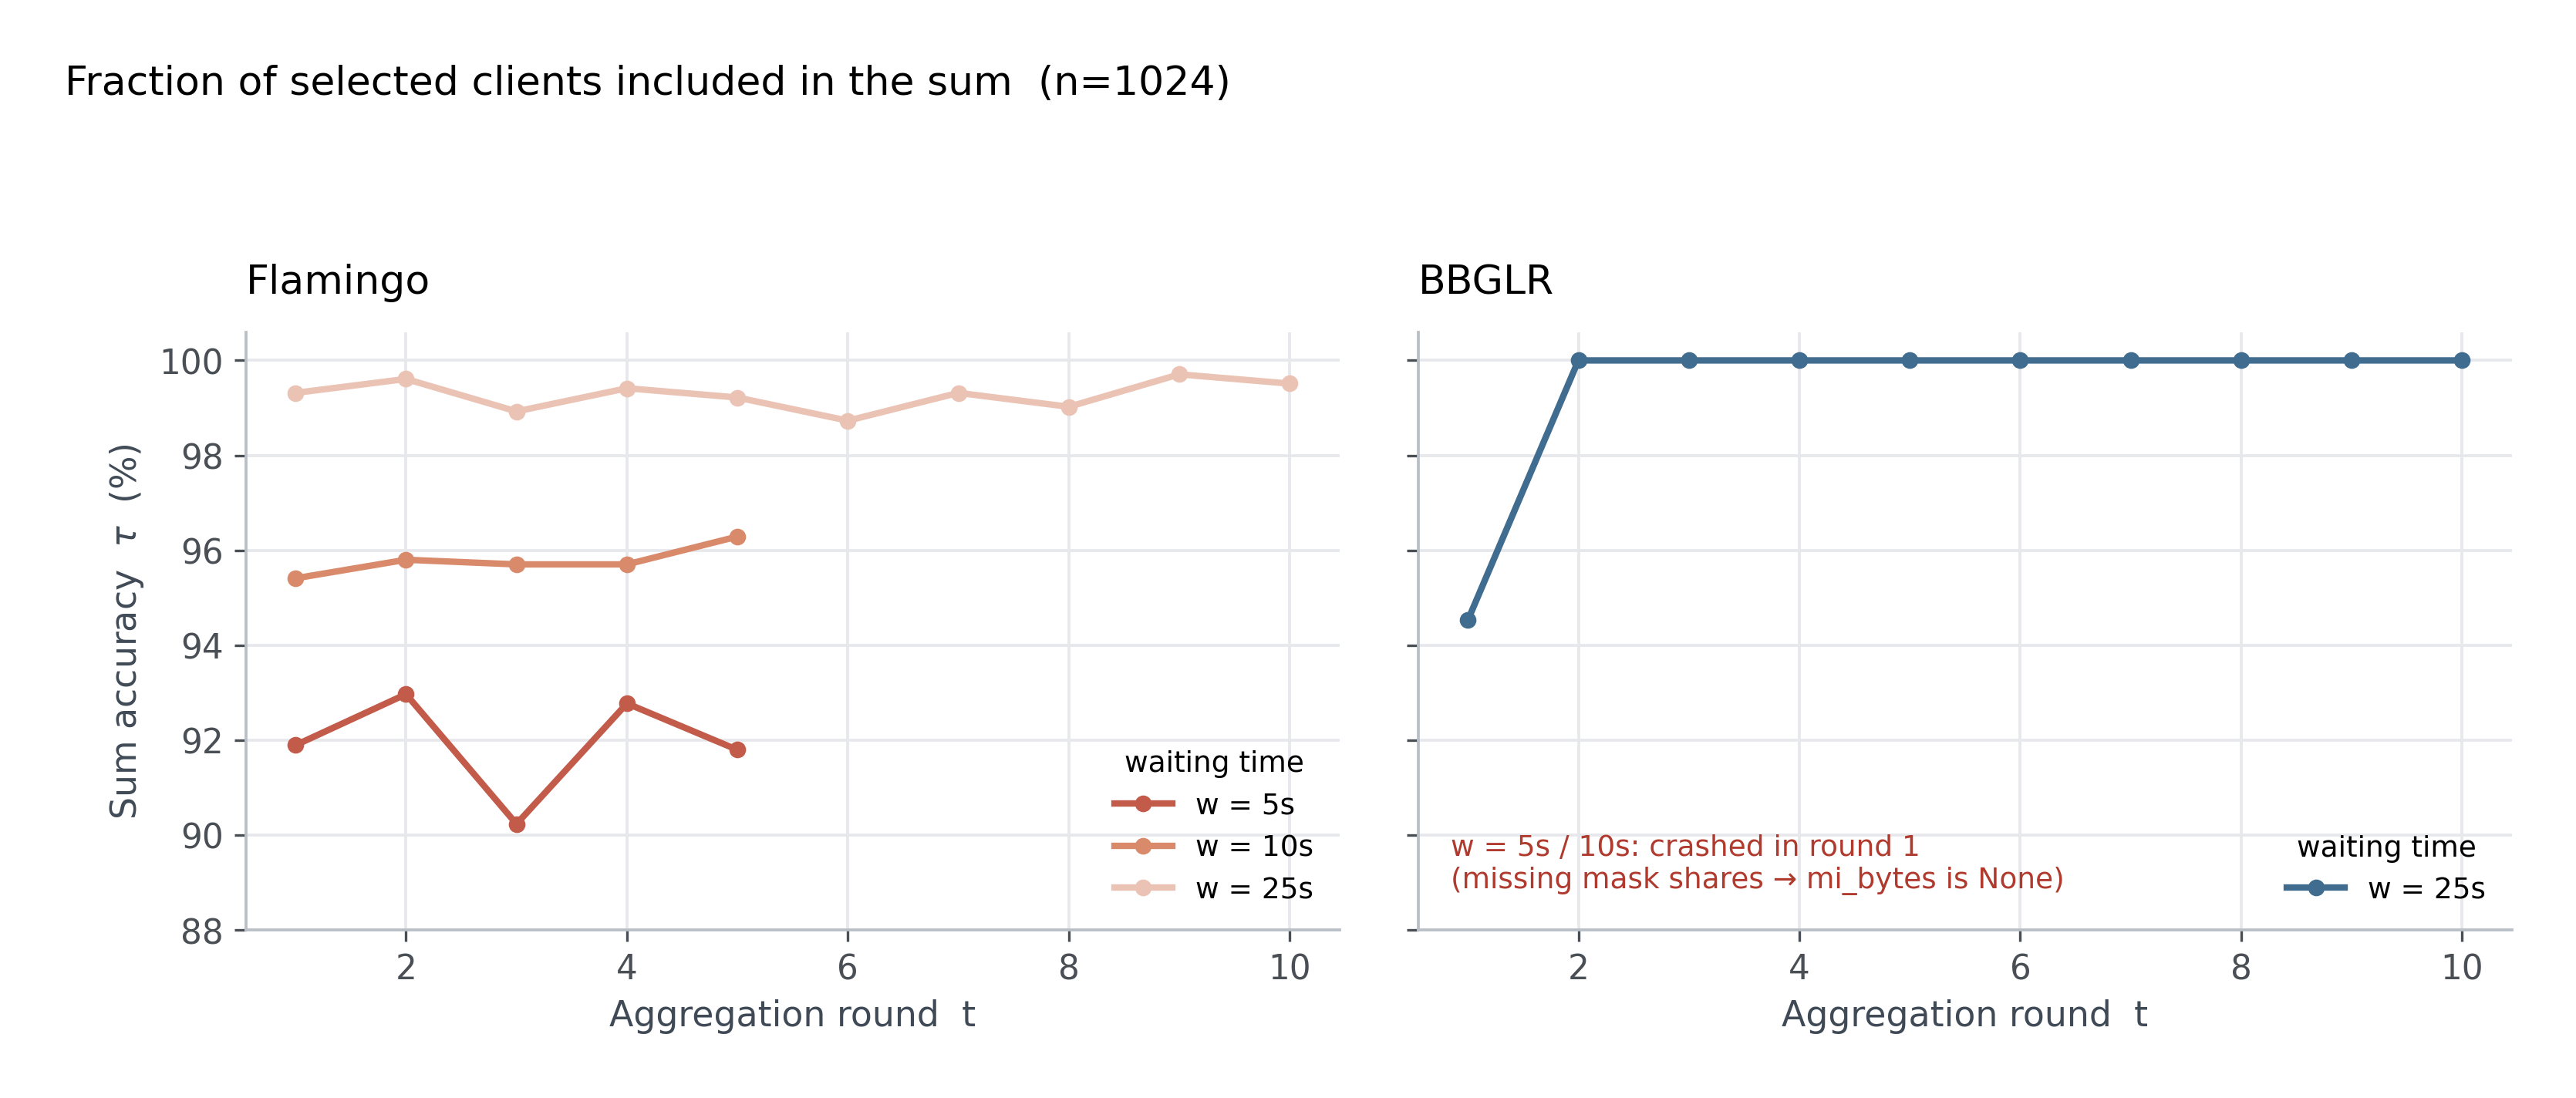 Fraction of selected clients included in the sum (n=1024)
Flamingo
Sum accuracy τ (%)
100
98
96
94
92
90
88
2
4
6
8
10
Aggregation round t
waiting time
w = 5s
w = 10s
w = 25s
BBGLR
w = 5s / 10s: crashed in round 1
(missing mask shares → mi_bytes is None)
waiting time
w = 25s
2
4
6
8
10
Aggregation round t